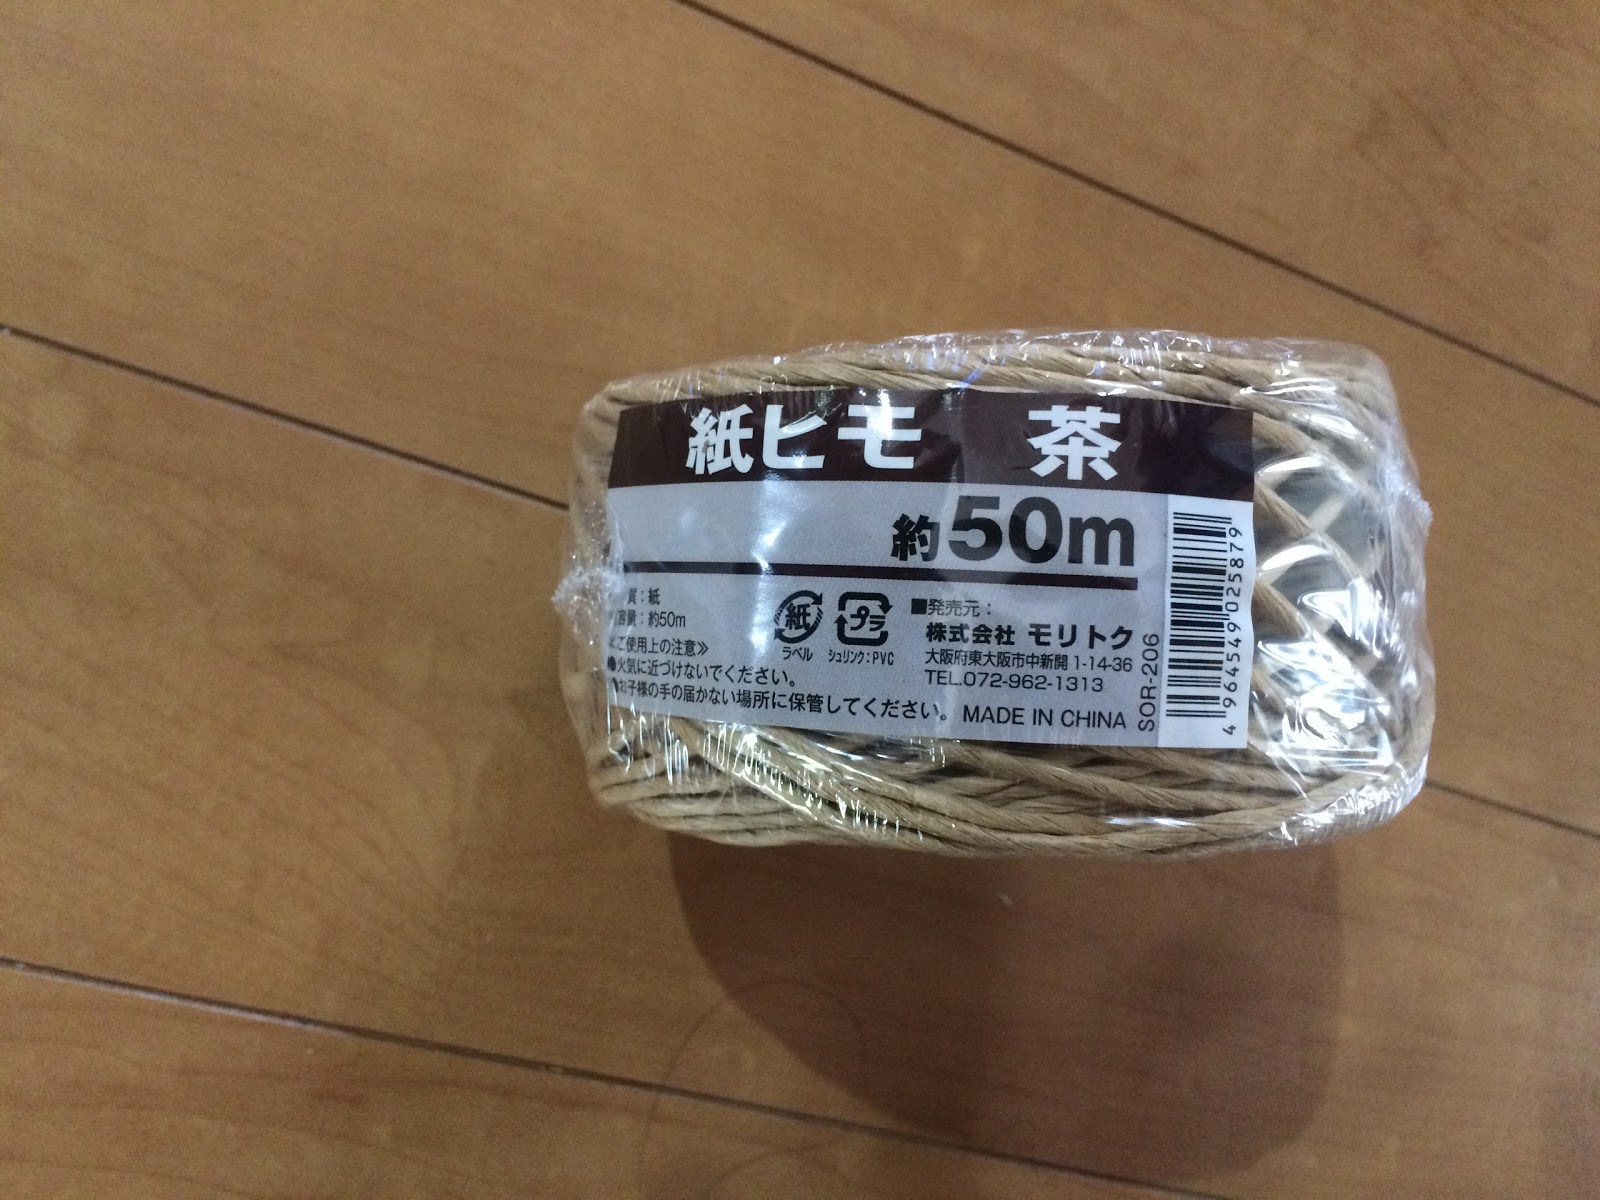 紙ヒモ 茶
約50m
質：紙
容量：約50m
ご使用上の注意≫
●火気に近づけないでください。
●お子様の手の届かない場所に保管してください。
紙
ラベル
プラ
シュリンク：PVC
■発売元：
株式会社 モリトク
大阪府東大阪市中新開 1-14-36
TEL.072-962-1313
MADE IN CHINA
SOR-206
4964549025879